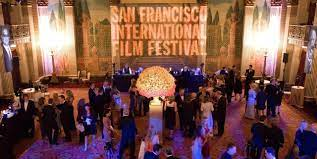 SAN FRANCISCO
INTERNATIONAL
FILM FESTIVAL